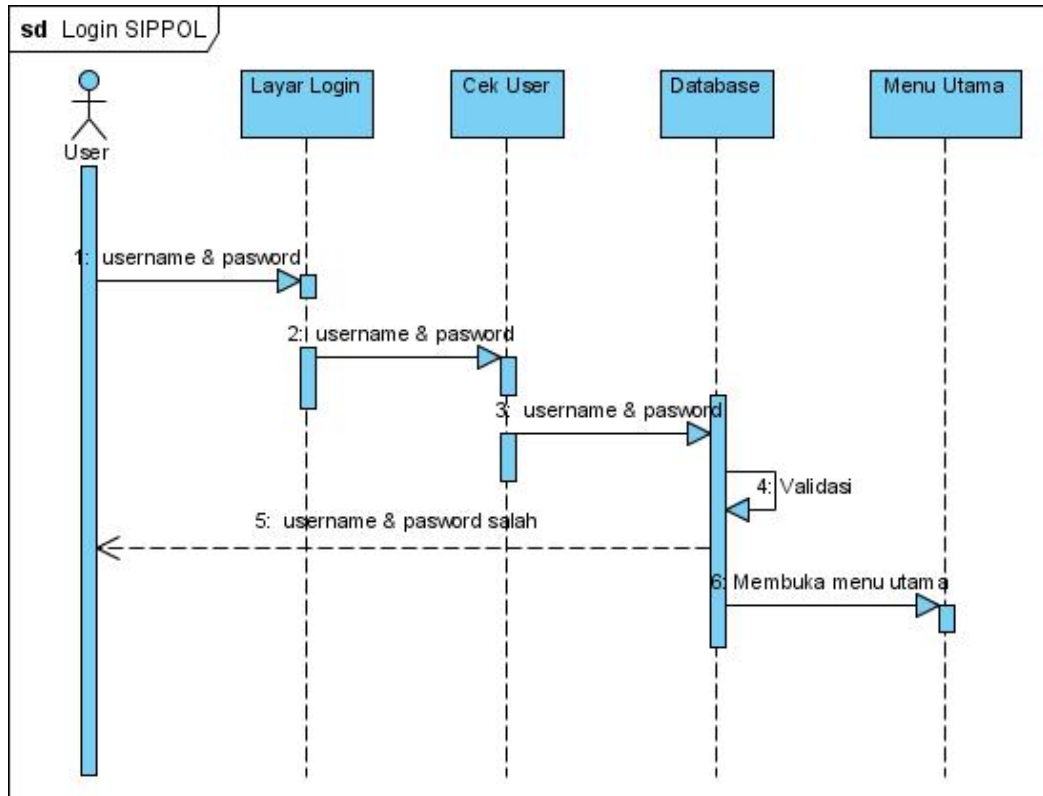 sd Login SIPPOL
User
Layar Login
Cek User
Database
Menu Utama
1: username & pasword
2: username & pasword
3: username & pasword
4: Validasi
5: username & pasword salah
6: Membuka menu utama